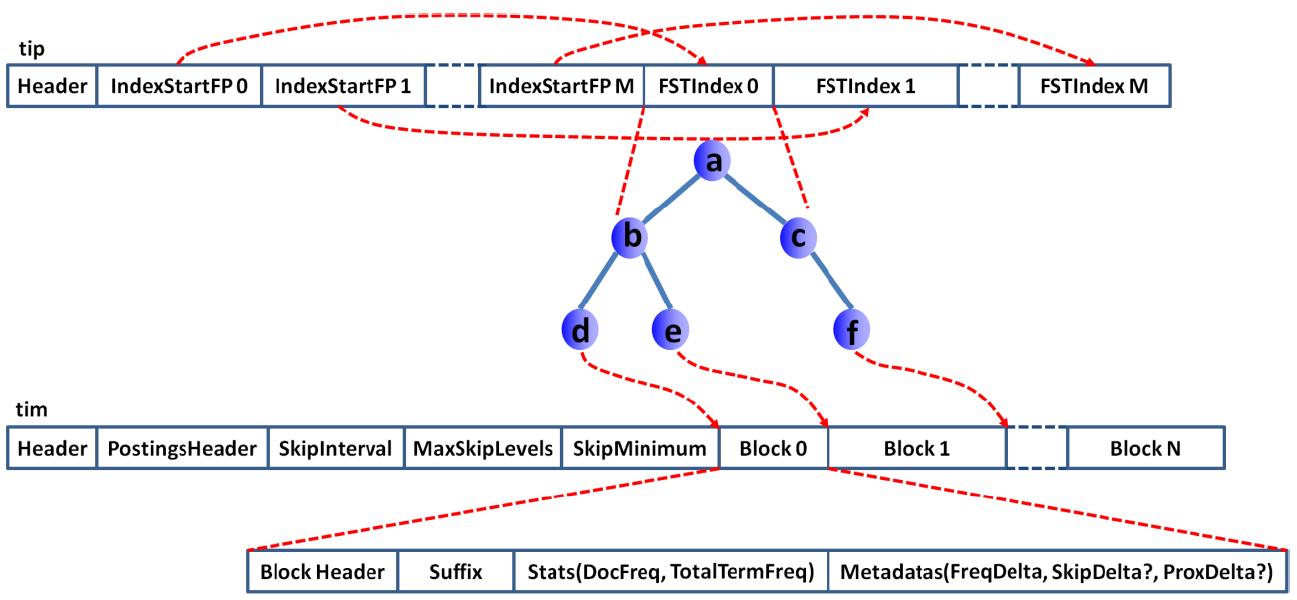 tip
Header IndexStartFP 0 IndexStartFP 1 IndexStartFP M FSTIndex 0 FSTIndex 1 FSTIndex M
a
b c
d e f
tim
Header PostingsHeader SkipInterval MaxSkipLevels SkipMinimum Block 0 Block 1 Block N
Block Header Suffix Stats(DocFreq, TotalTermFreq) Metadatas(FreqDelta, SkipDelta?, ProxDelta?)